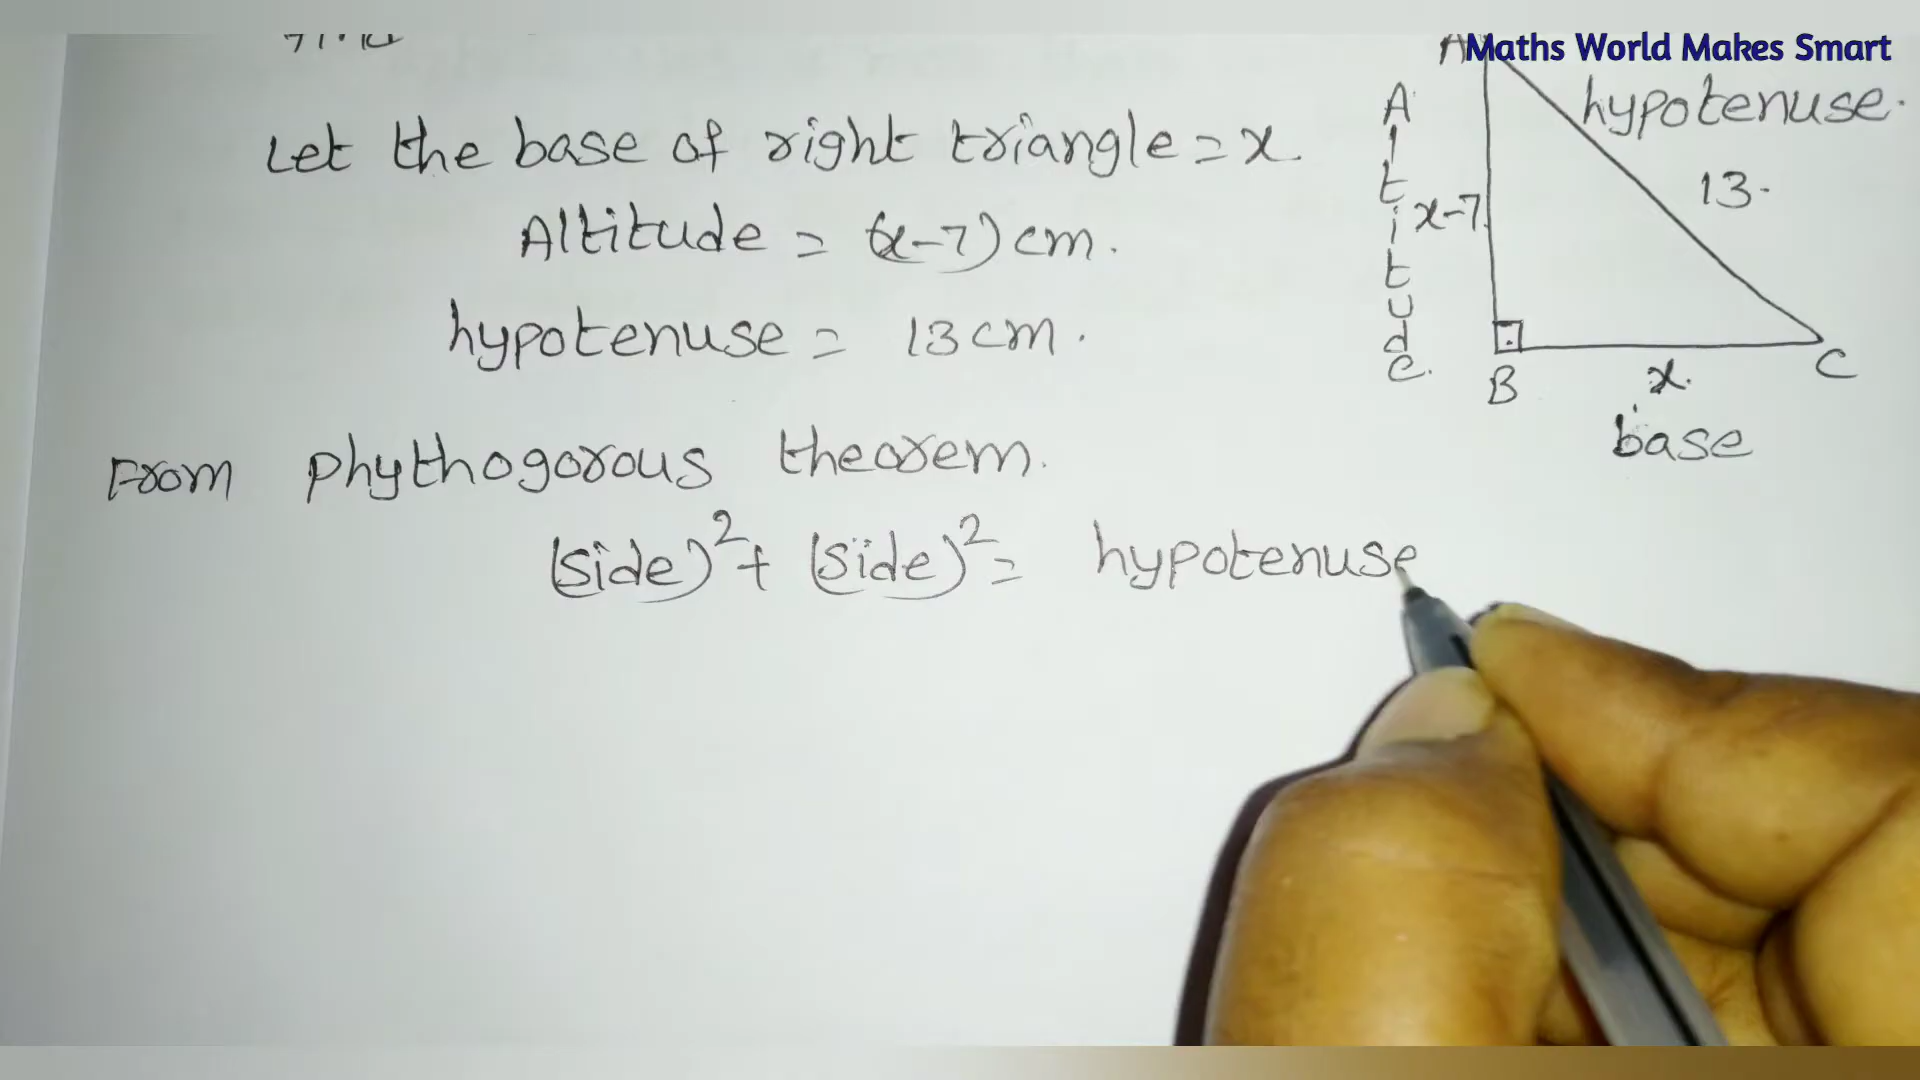 Maths World Makes Smart
Let the base of right triangle = x.
Altitude = (x-7) cm.
hypotenuse = 13 cm.
From phythogorous theorem.
(side)² + (side)² = hypotenuse
A
hypotenuse.
13.
Altitude.
x-7
B
x.
C
base